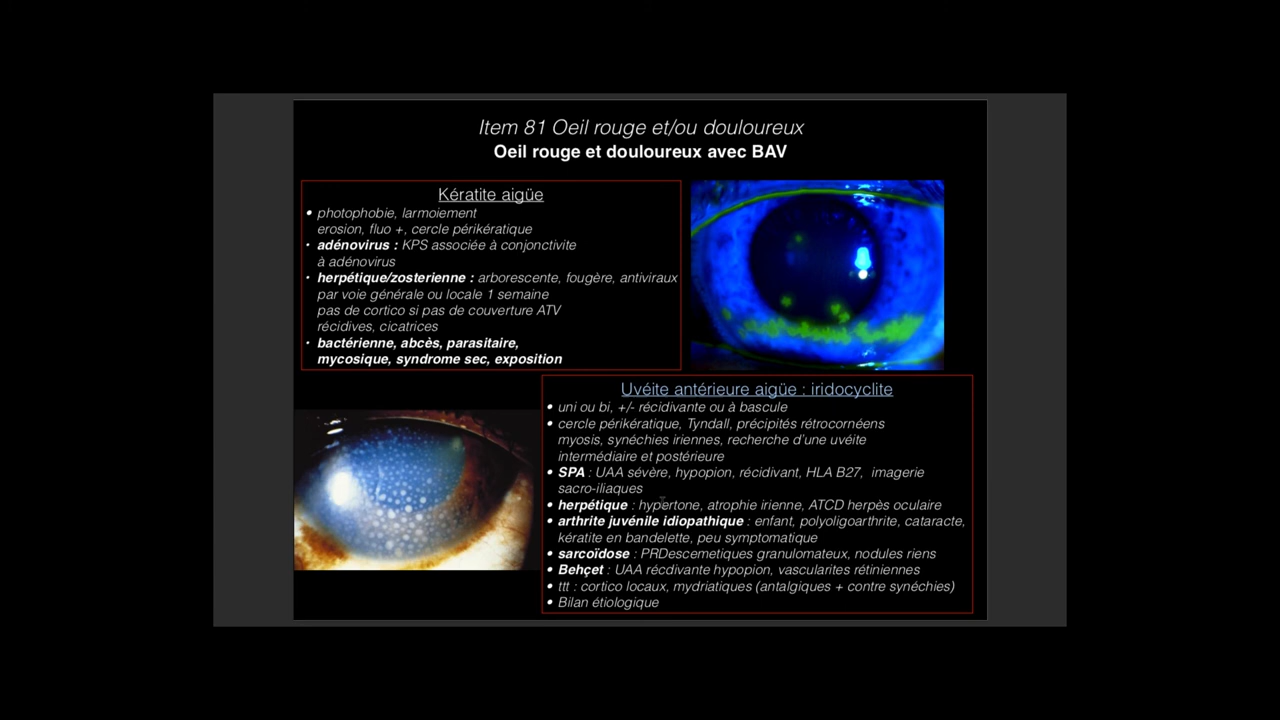 Item 81 Oeil rouge et/ou douloureux
Oeil rouge et douloureux avec BAV
Kératite aigüe
• photophobie, larmoiement
erosion, fluo +, cercle périkératique
• adénovirus : KPS associée à conjonctivite
à adénovirus
• herpétique/zosterienne : arborescente, fougère, antiviraux
par voie générale ou locale 1 semaine
pas de cortico si pas de couverture ATV
récidives, cicatrices
• bactérienne, abcès, parasitaire,
mycosique, syndrome sec, exposition
Uvéite antérieure aigüe : iridocyclite
• uni ou bi, +/- récidivante ou à bascule
• cercle périkératique, Tyndall, précipités rétrocornéens
myosis, synéchies iriennes, recherche d'une uvéite
intermédiaire et postérieure
• SPA : UAA sévère, hypopion, récidivant, HLA B27, imagerie
sacro-iliaques
• herpétique : hypertone, atrophie irienne, ATCD herpès oculaire
• arthrite juvénile idiopathique : enfant, polyoligoarthrite, cataracte,
kératite en bandelette, peu symptomatique
• sarcoïdose : PRDescemetiques granulomateux, nodules riens
• Behçet : UAA récdivante hypopion, vascularites rétiniennes
• ttt : cortico locaux, mydriatiques (antalgiques + contre synéchies)
• Bilan étiologique